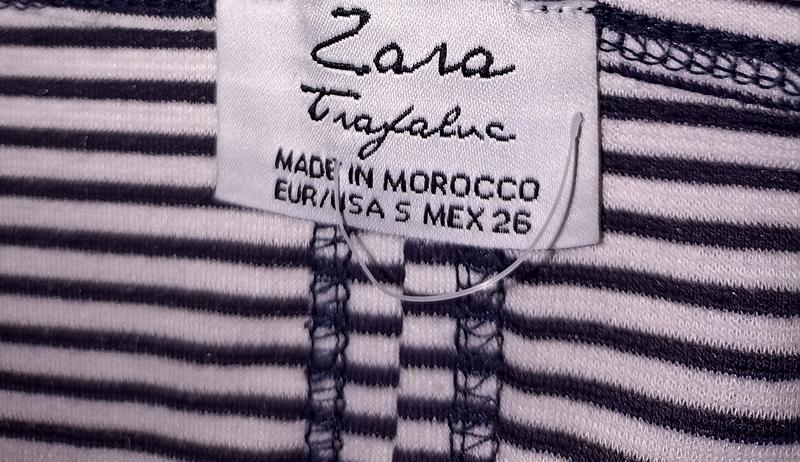 Zara
Trafaluc
MADE IN MOROCCO
EUR/USA S MEX 26